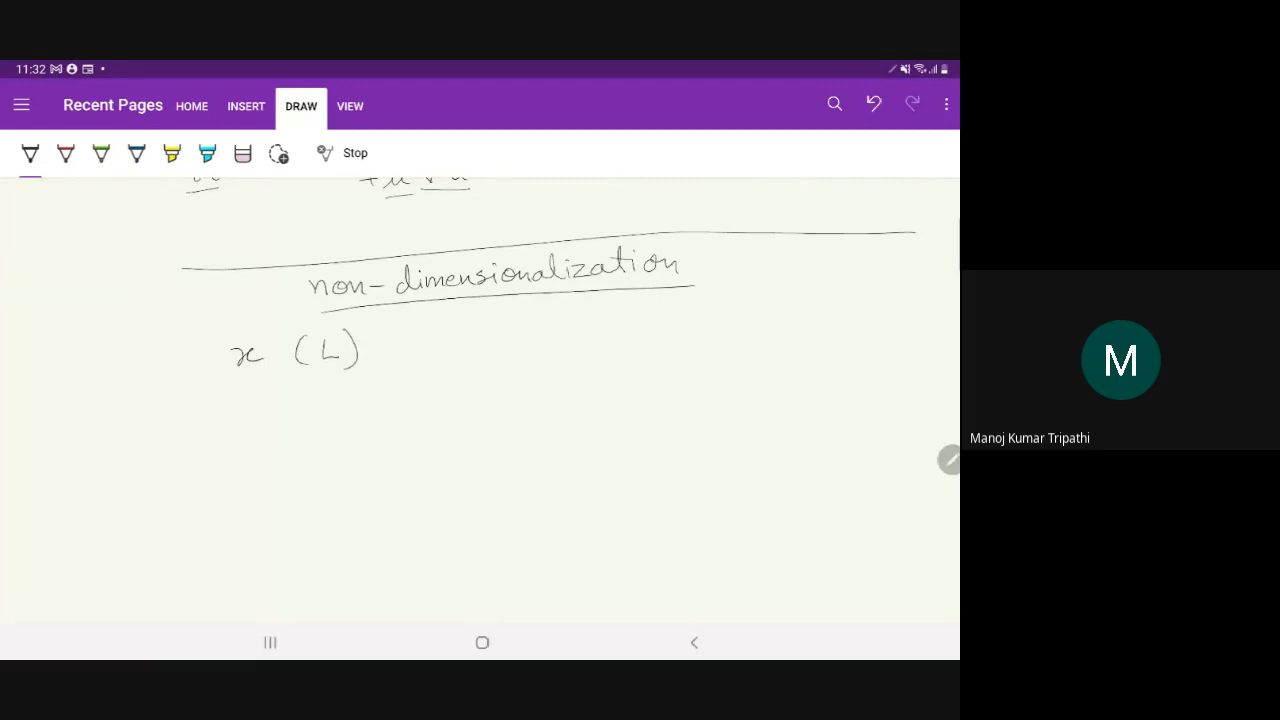 11:32
Recent Pages HOME INSERT DRAW VIEW
Stop
non-dimensionalization
x (L)
M
Manoj Kumar Tripathi